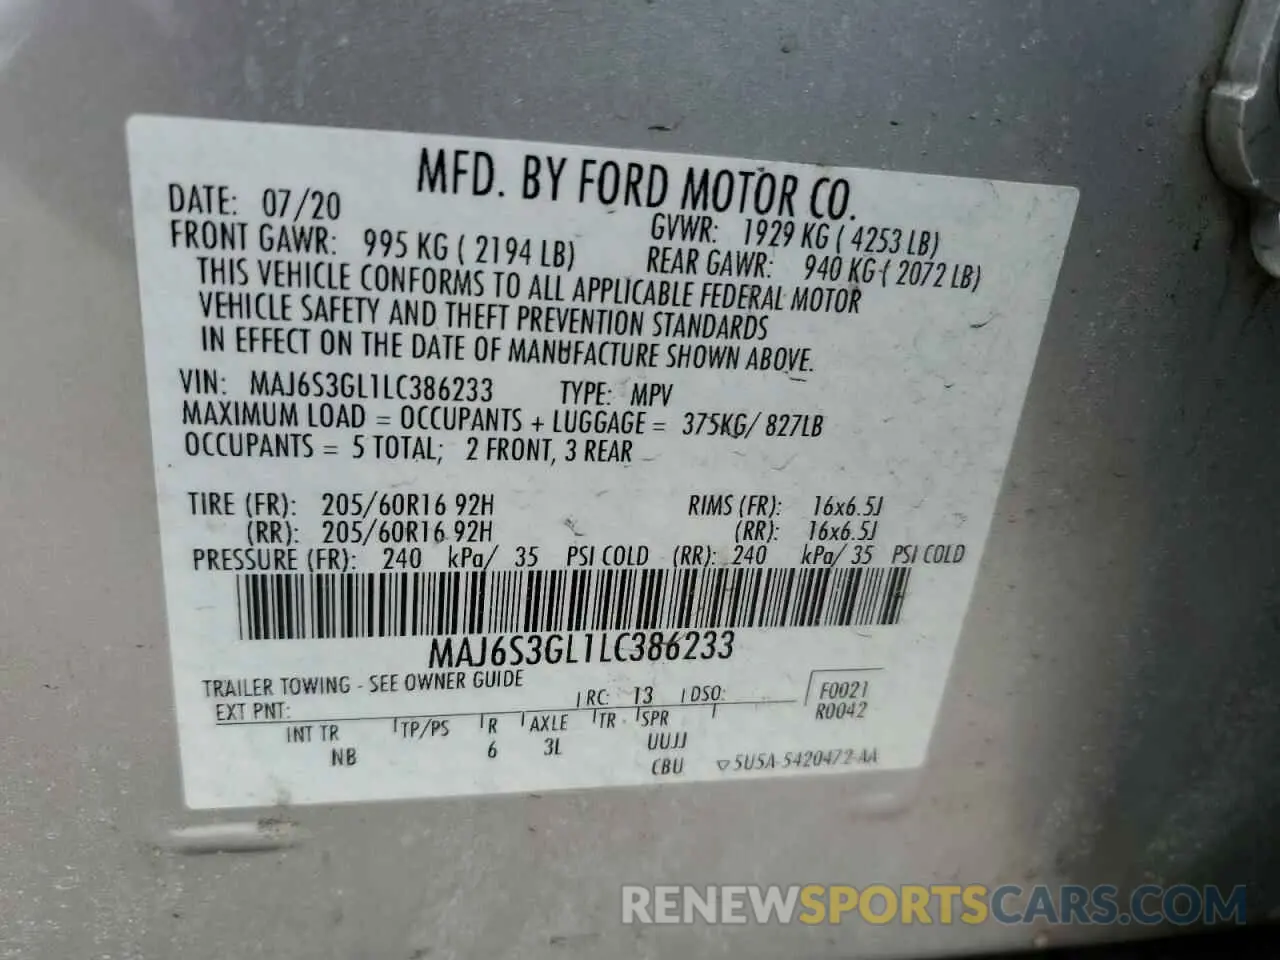 MFD. BY FORD MOTOR CO.
DATE: 07/20 GVWR: 1929 KG ( 4253 LB)
FRONT GAWR: 995 KG ( 2194 LB) REAR GAWR: 940 KG ( 2072 LB)
THIS VEHICLE CONFORMS TO ALL APPLICABLE FEDERAL MOTOR
VEHICLE SAFETY AND THEFT PREVENTION STANDARDS
IN EFFECT ON THE DATE OF MANUFACTURE SHOWN ABOVE.
VIN: MAJ6S3GL1LC386233 TYPE: MPV
MAXIMUM LOAD = OCCUPANTS + LUGGAGE = 375KG/ 827LB
OCCUPANTS = 5 TOTAL; 2 FRONT, 3 REAR
TIRE (FR): 205/60R16 92H RIMS (FR): 16x6.5J
(RR): 205/60R16 92H (RR): 16x6.5J
PRESSURE (FR): 240 kPa/ 35 PSI COLD (RR): 240 kPa/ 35 PSI COLD
MAJ6S3GL1LC386233
TRAILER TOWING - SEE OWNER GUIDE
EXT PNT: RC: 13 DSO: F0021
R0042
INT TR TP/PS R AXLE TR SPR
NB 6 3L UUJJ
CBU 5U5A-5420472-AA
RENEWSPORTSCARS.COM